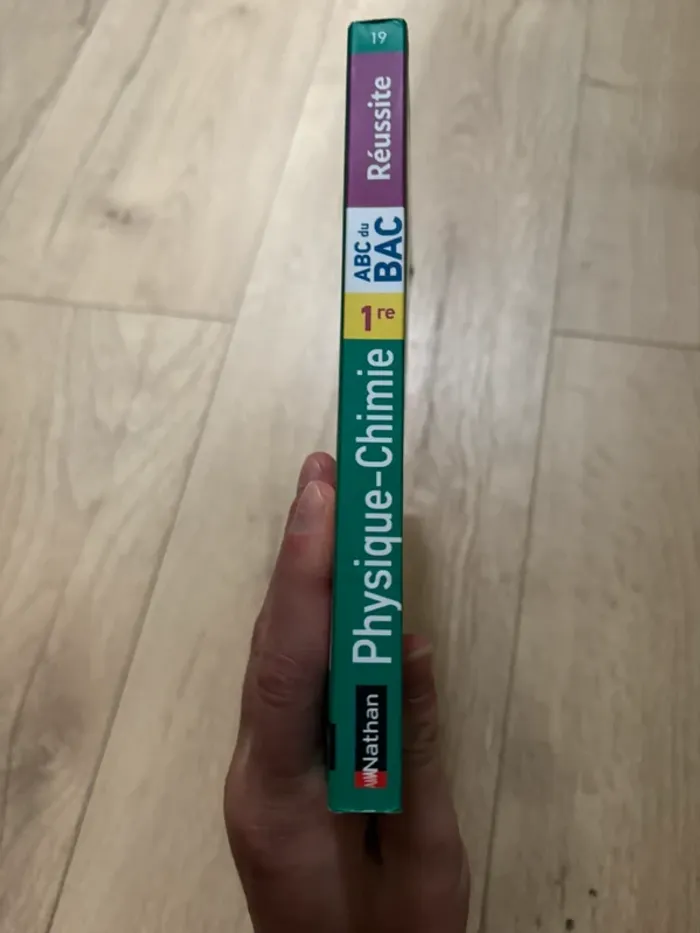 Nathan
Physique-Chimie
1re
ABC du
BAC
Réussite
19